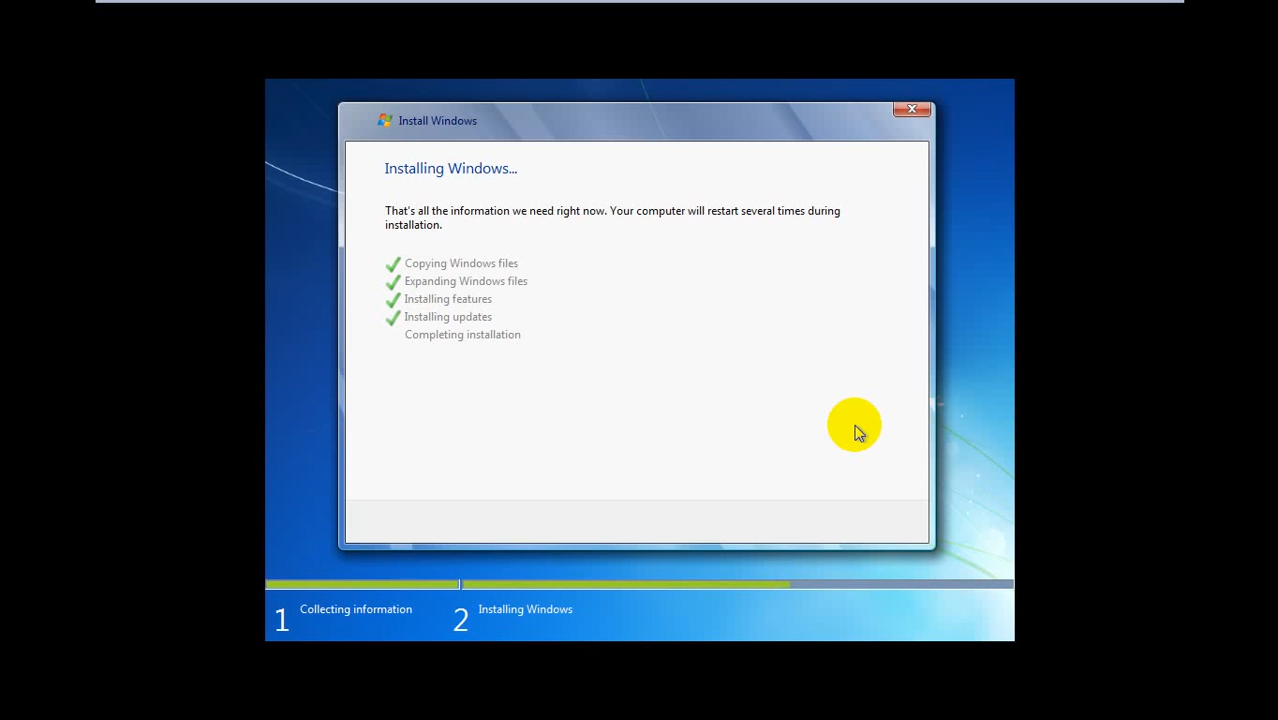 Install Windows
Installing Windows...
That's all the information we need right now. Your computer will restart several times during
installation.
Copying Windows files
Expanding Windows files
Installing features
Installing updates
Completing installation
1 Collecting information
2 Installing Windows